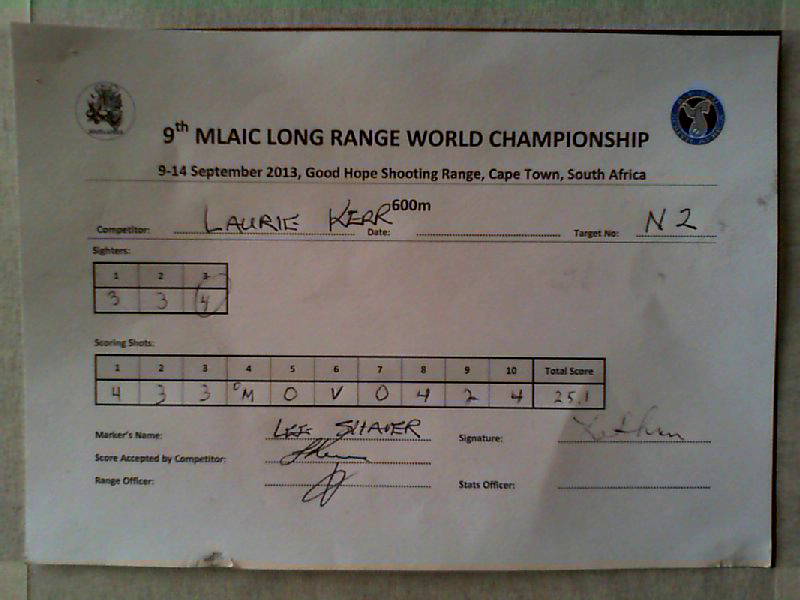 9th MLAIC LONG RANGE WORLD CHAMPIONSHIP
9-14 September 2013, Good Hope Shooting Range, Cape Town, South Africa
600m
Competitor: LAURIE KERR Date: Target No: N 2
Sighters:
1 2 3
3 3 4
Scoring Shots:
1 2 3 4 5 6 7 8 9 10 Total Score
4 3 3 M 0 V 0 4 2 4 25.1
Marker's Name: LEE SHAVER Signature:
Score Accepted by Competitor:
Range Officer: Stats Officer: